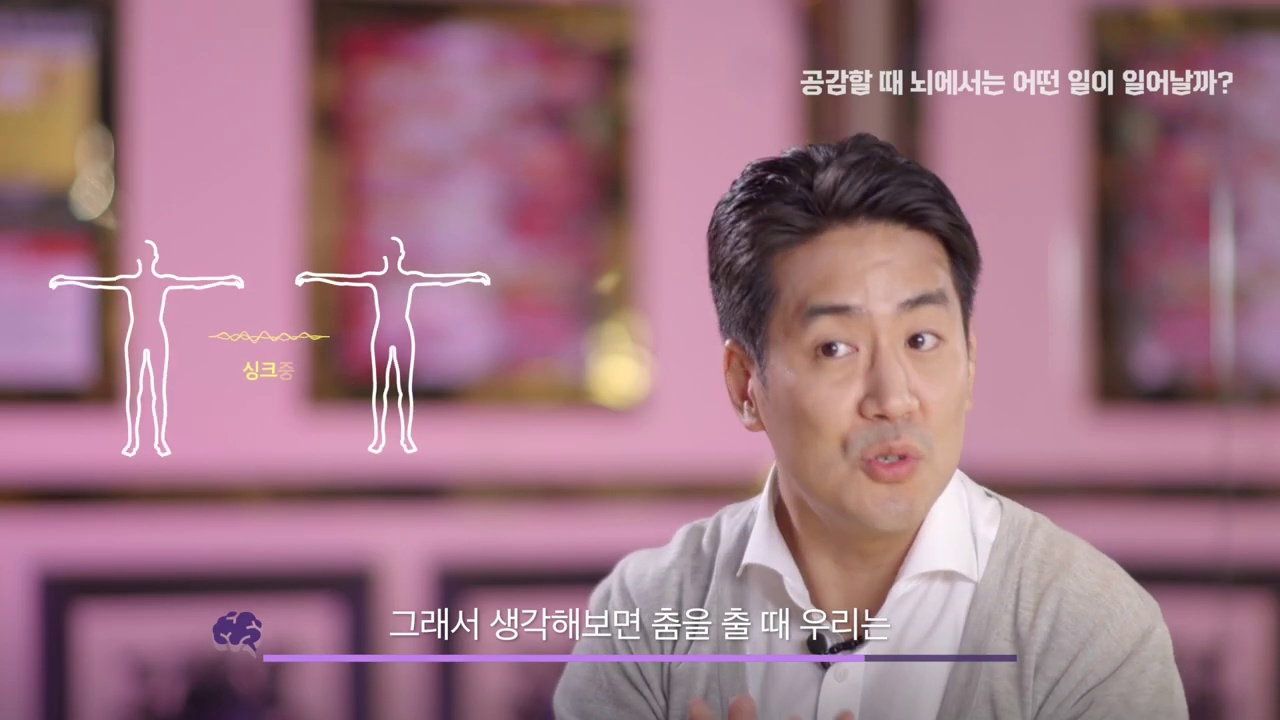 공감할 때 뇌에서는 어떤 일이 일어날까?
싱크중
그래서 생각해보면 춤을 출 때 우리는